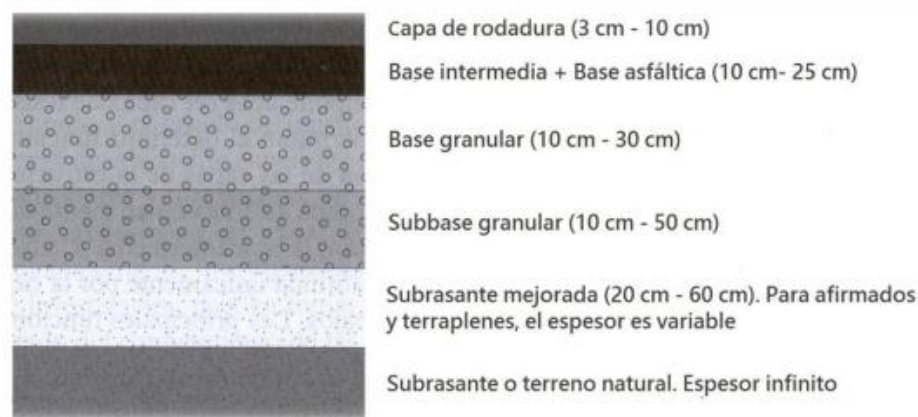 Capa de rodadura (3 cm - 10 cm)
Base intermedia + Base asfáltica (10 cm- 25 cm)
Base granular (10 cm - 30 cm)
Subbase granular (10 cm - 50 cm)
Subrasante mejorada (20 cm - 60 cm). Para afirmados
y terraplenes, el espesor es variable
Subrasante o terreno natural. Espesor infinito